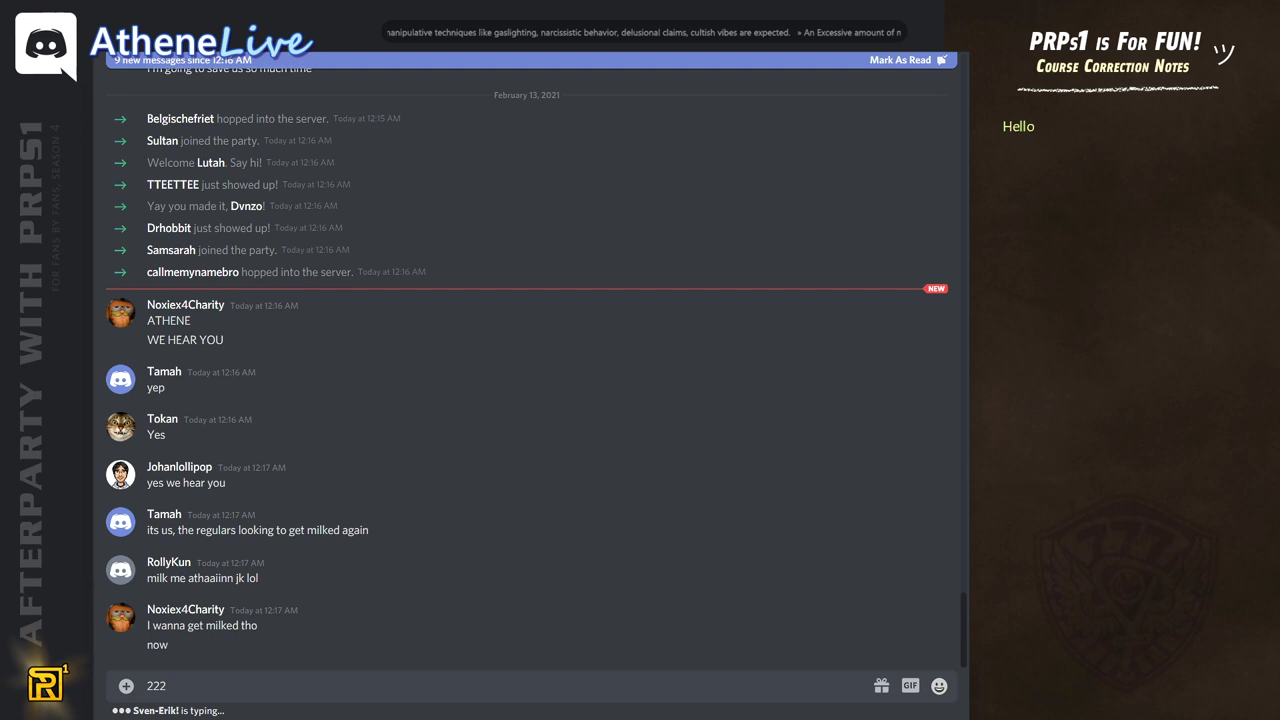 AtheneLive
manipulative techniques like gaslighting, narcissistic behavior, delusional claims, cultish vibes are expected. » An Excessive amount of
PRPS1 IS FOR FUN!
COURSE CORRECTION NOTES
ツ
Hello
AFTERPARTY WITH PRPS1
FOR FANS BY FANS, SEASON 4
9 new messages since 12:16 AM
Mark As Read
I'm going to save us so much time
February 13, 2021
Belgischefriet hopped into the server. Today at 12:15 AM
Sultan joined the party. Today at 12:16 AM
Welcome Lutah. Say hi! Today at 12:16 AM
TTEETTEE just showed up! Today at 12:16 AM
Yay you made it, Dvnzo! Today at 12:16 AM
Drhobbit just showed up! Today at 12:16 AM
Samsarah joined the party. Today at 12:16 AM
callmemynamebro hopped into the server. Today at 12:16 AM
NEW
Noxiex4Charity Today at 12:16 AM
ATHENE
WE HEAR YOU
Tamah Today at 12:16 AM
yep
Tokan Today at 12:16 AM
Yes
Johanlollipop Today at 12:17 AM
yes we hear you
Tamah Today at 12:17 AM
its us, the regulars looking to get milked again
RollyKun Today at 12:17 AM
milk me athaaiinn jk lol
Noxiex4Charity Today at 12:17 AM
I wanna get milked tho
now
222
GIF
Sven-Erik! is typing...
R1
777